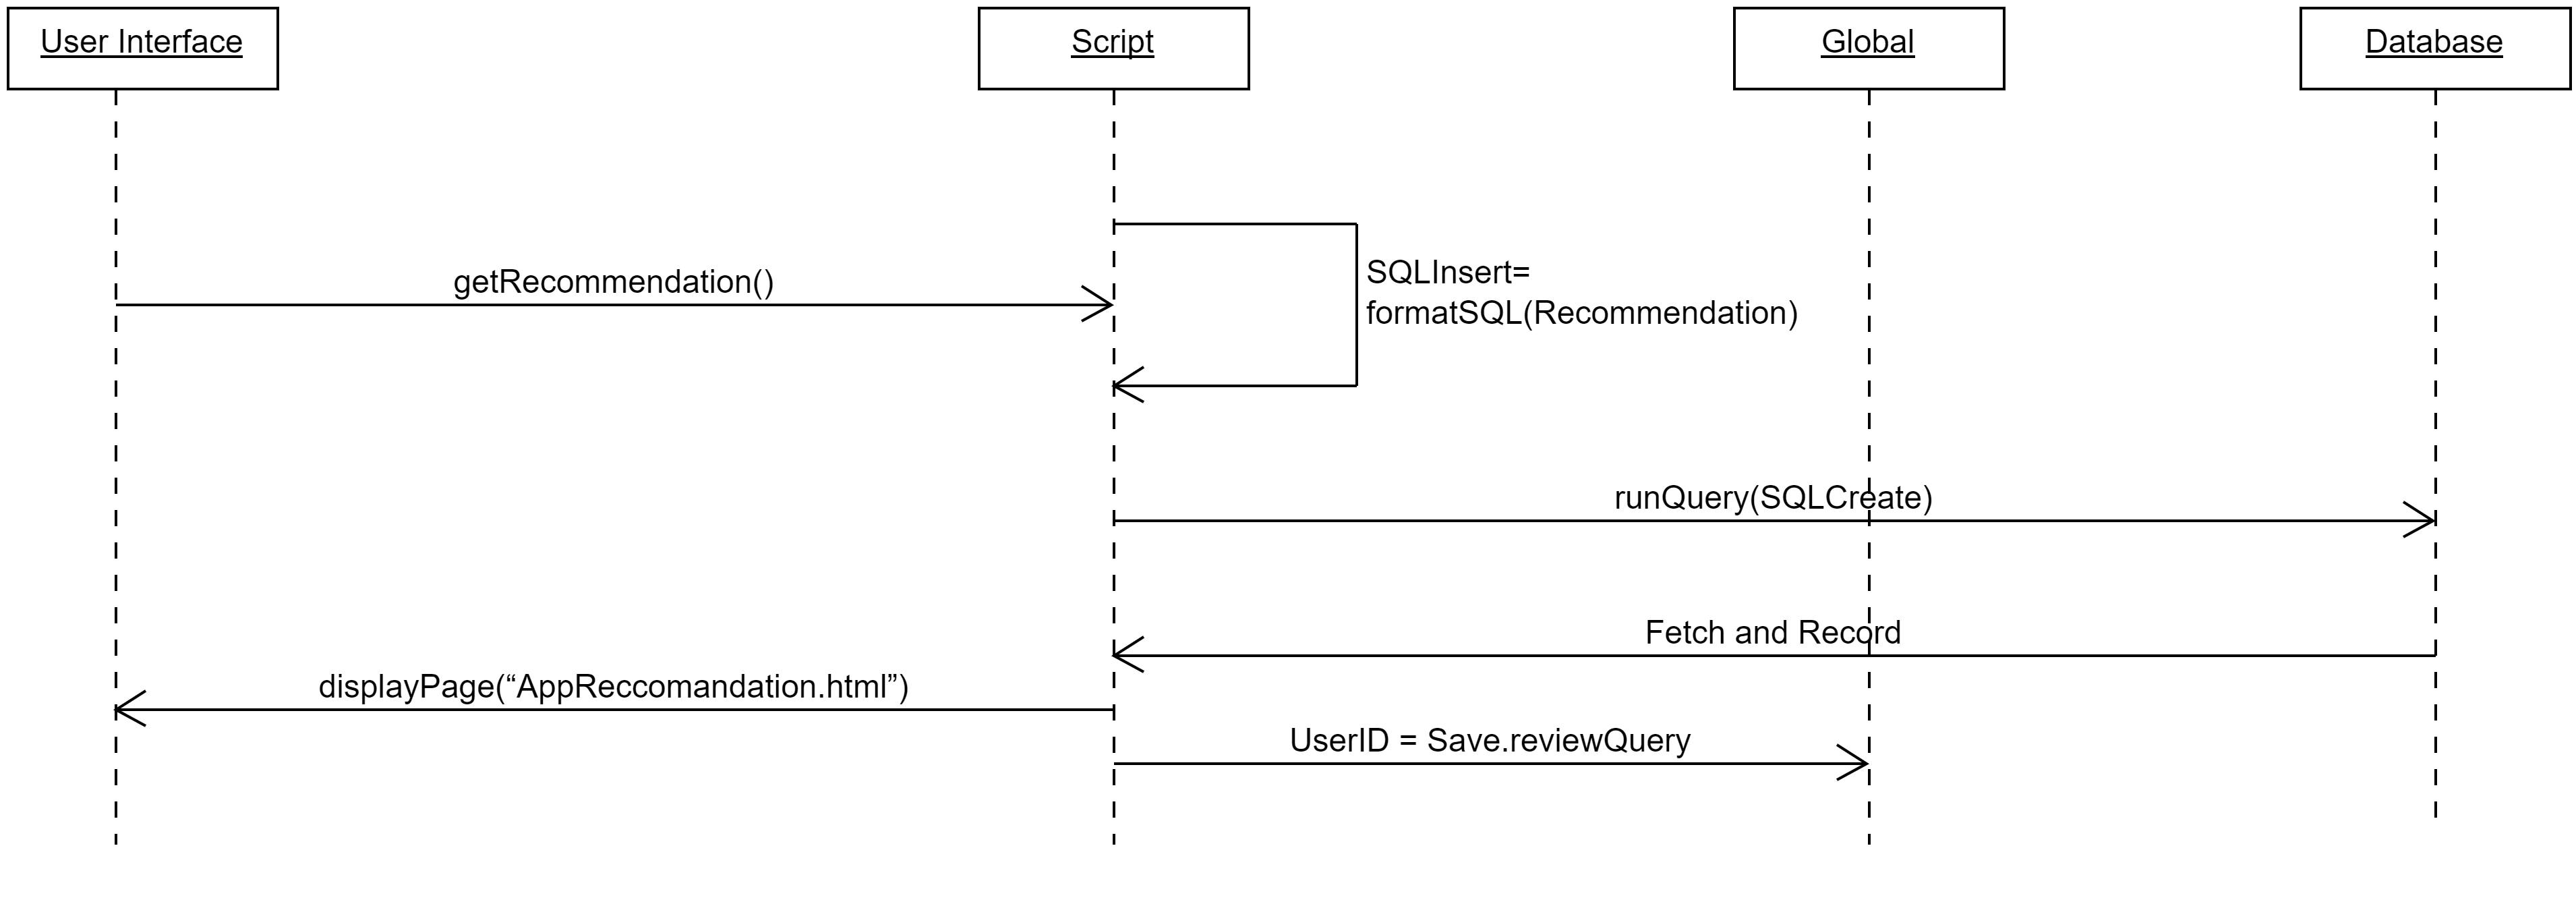 User Interface
Script
Global
Database
getRecommendation()
SQLInsert=
formatSQL(Recommendation)
runQuery(SQLCreate)
Fetch and Record
displayPage(“AppReccomandation.html”)
UserID = Save.reviewQuery